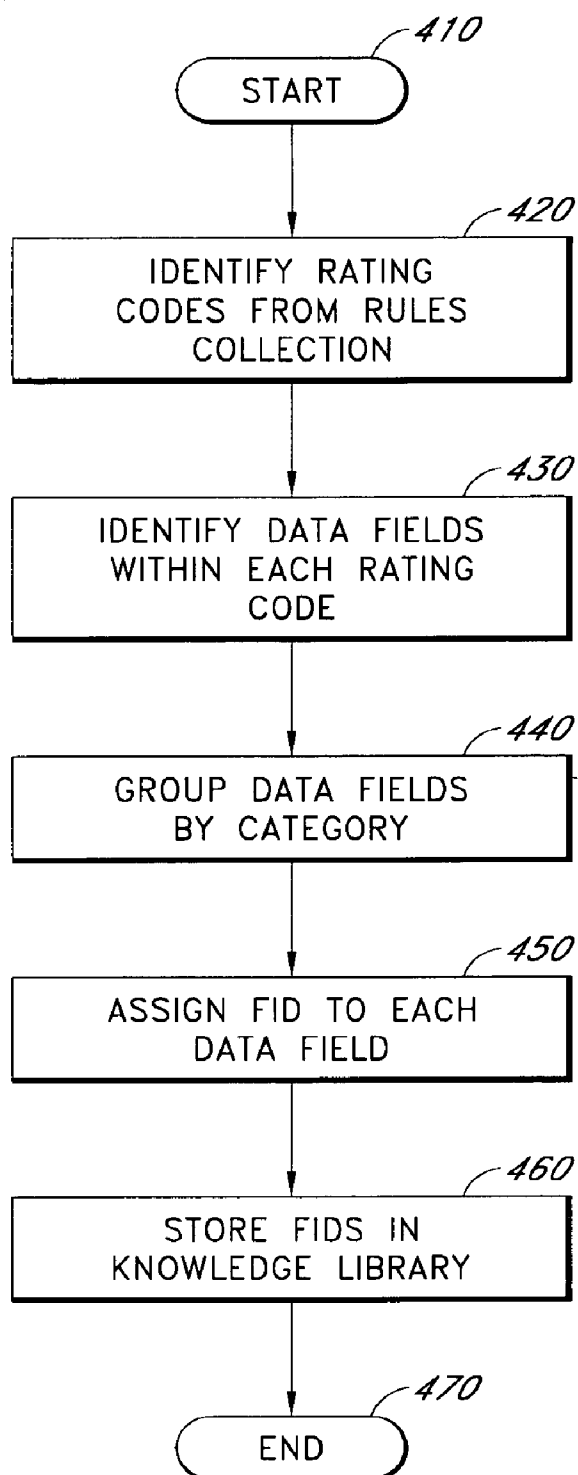 410
START
420
IDENTIFY RATING
CODES FROM RULES
COLLECTION
430
IDENTIFY DATA FIELDS
WITHIN EACH RATING
CODE
440
GROUP DATA FIELDS
BY CATEGORY
450
ASSIGN FID TO EACH
DATA FIELD
460
STORE FIDS IN
KNOWLEDGE LIBRARY
470
END